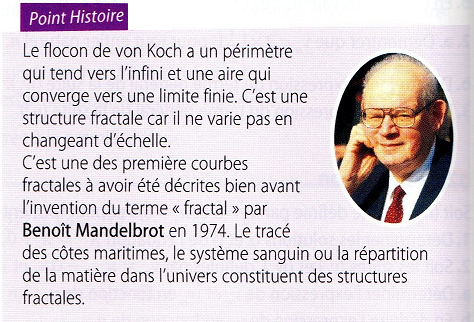 Point Histoire
Le flocon de von Koch a un périmètre
qui tend vers l'infini et une aire qui
converge vers une limite finie. C'est une
structure fractale car il ne varie pas en
changeant d'échelle.
C'est une des première courbes
fractales à avoir été décrites bien avant
l'invention du terme « fractal » par
Benoît Mandelbrot en 1974. Le tracé
des côtes maritimes, le système sanguin ou la répartition
de la matière dans l'univers constituent des structures
fractales.